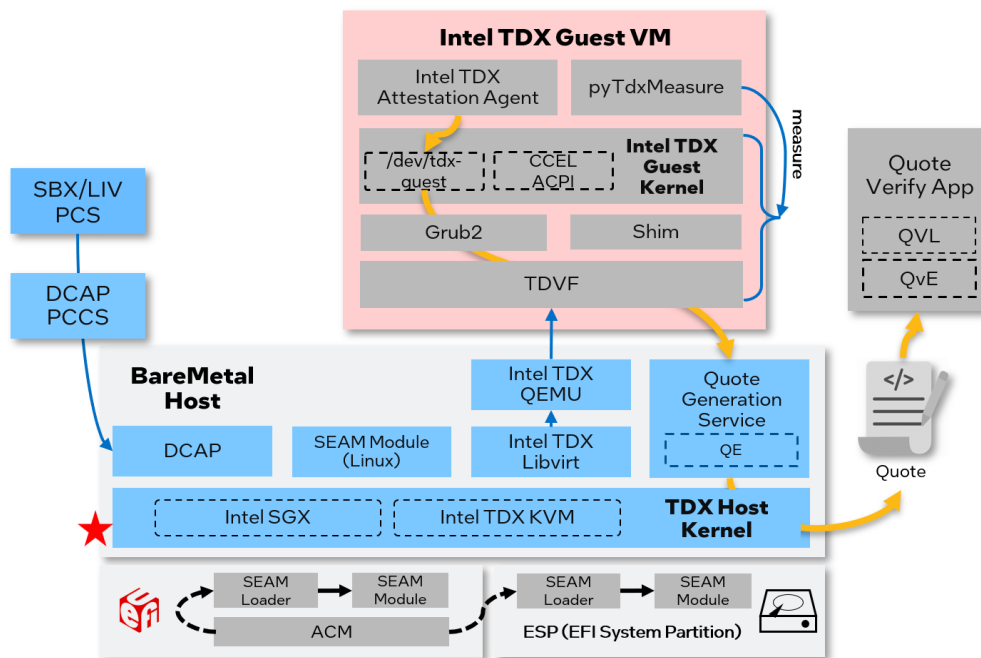 Intel TDX Guest VM
Intel TDX
Attestation Agent
pyTdxMeasure
measure
/dev/tdx-
guest
CCEL
ACPI
Intel TDX
Guest
Kernel
Grub2
Shim
TDVF
SBX/LIV
PCS
DCAP
PCCS
Quote
Verify App
QVL
QvE
BareMetal
Host
Intel TDX
QEMU
Quote
Generation
Service
QE
DCAP
SEAM Module
(Linux)
Intel TDX
Libvirt
</>
Quote
Intel SGX
Intel TDX KVM
TDX Host
Kernel
UEFI
SEAM
Loader
SEAM
Module
ACM
SEAM
Loader
SEAM
Module
ESP (EFI System Partition)